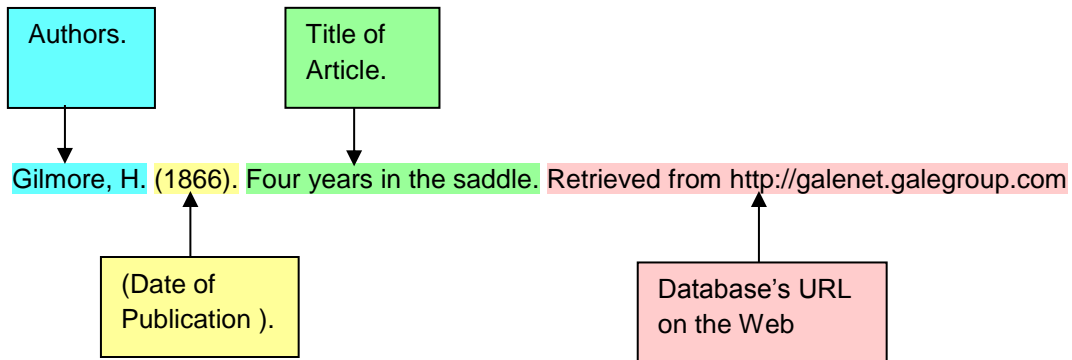 Authors.
Title of
Article.
Gilmore, H. (1866). Four years in the saddle. Retrieved from http://galenet.galegroup.com
(Date of
Publication ).
Database’s URL
on the Web